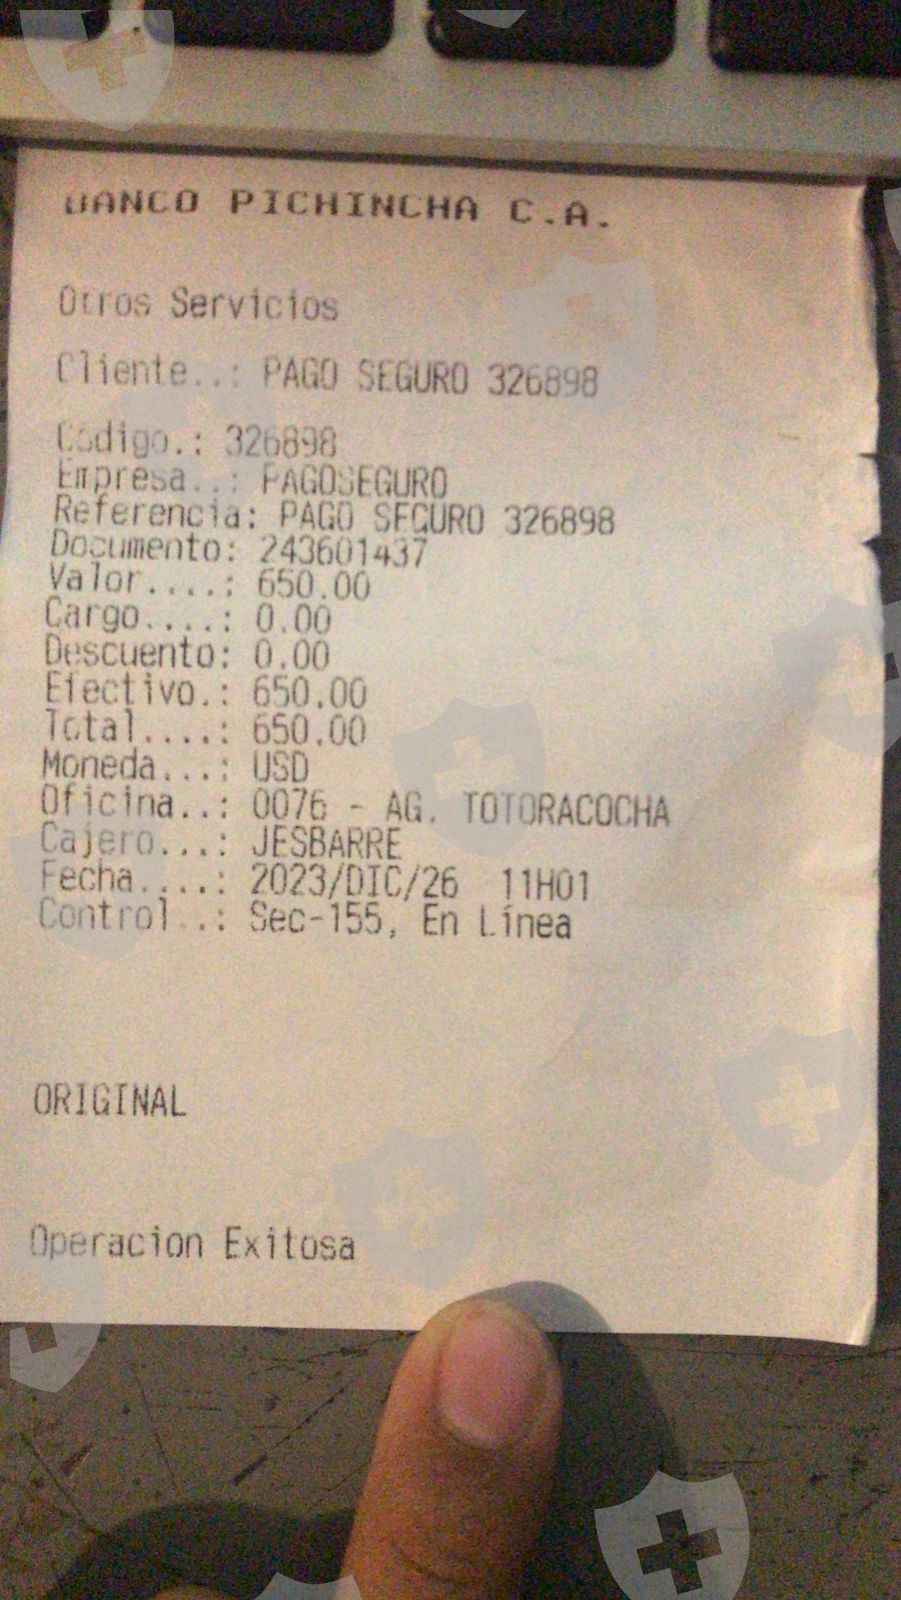 BANCO PICHINCHA C.A.
Otros Servicios
Cliente..: PAGO SEGURO 326898
Código.: 326898
Empresa..: PAGOSEGURO
Referencia: PAGO SEGURO 326898
Documento: 243601437
Valor....: 650.00
Cargo....: 0.00
Descuento: 0.00
Efectivo.: 650.00
Total....: 650.00
Moneda...: USD
Oficina..: 0076 - AG. TOTORACOCHA
Cajero...: JESBARRE
Fecha....: 2023/DIC/26 11H01
Control..: Sec-155, En Línea
ORIGINAL
Operacion Exitosa